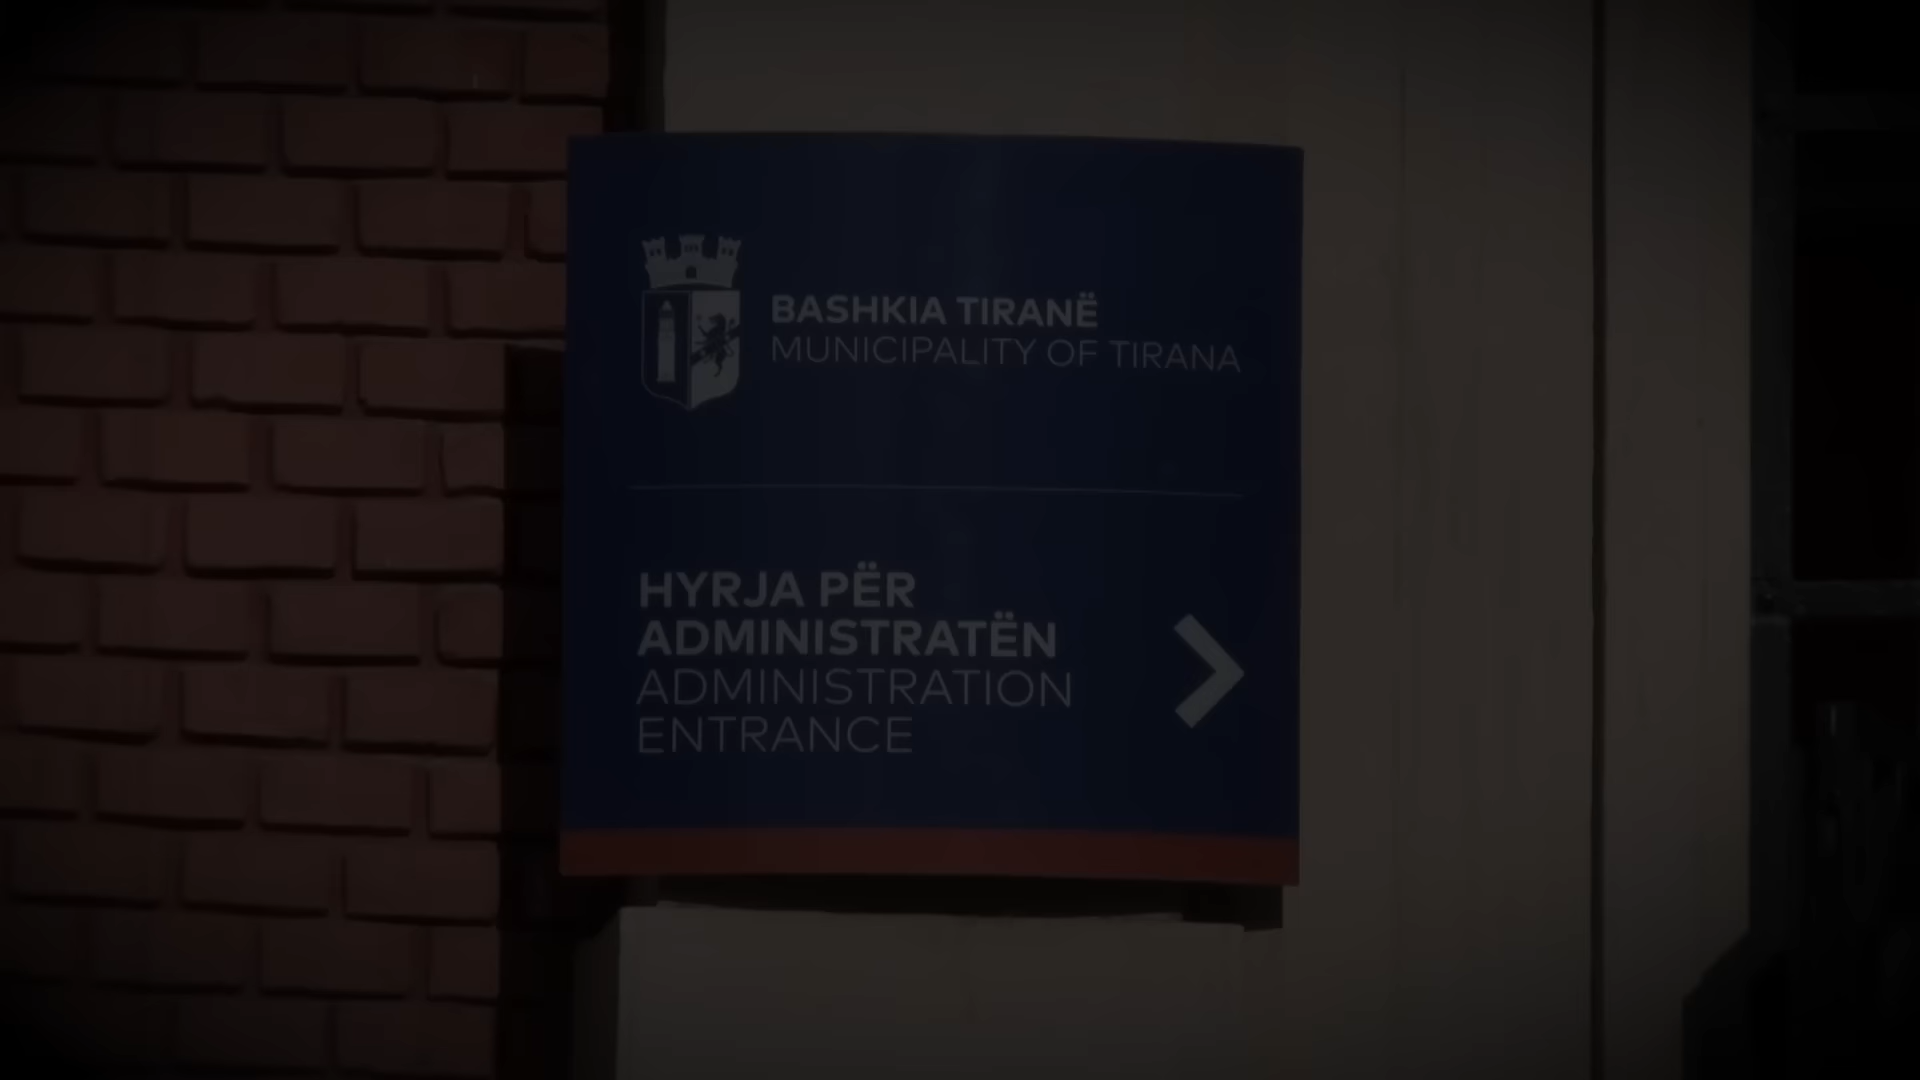 BASHKIA TIRANË
MUNICIPALITY OF TIRANA
HYRJA PËR
ADMINISTRATËN
ADMINISTRATION
ENTRANCE